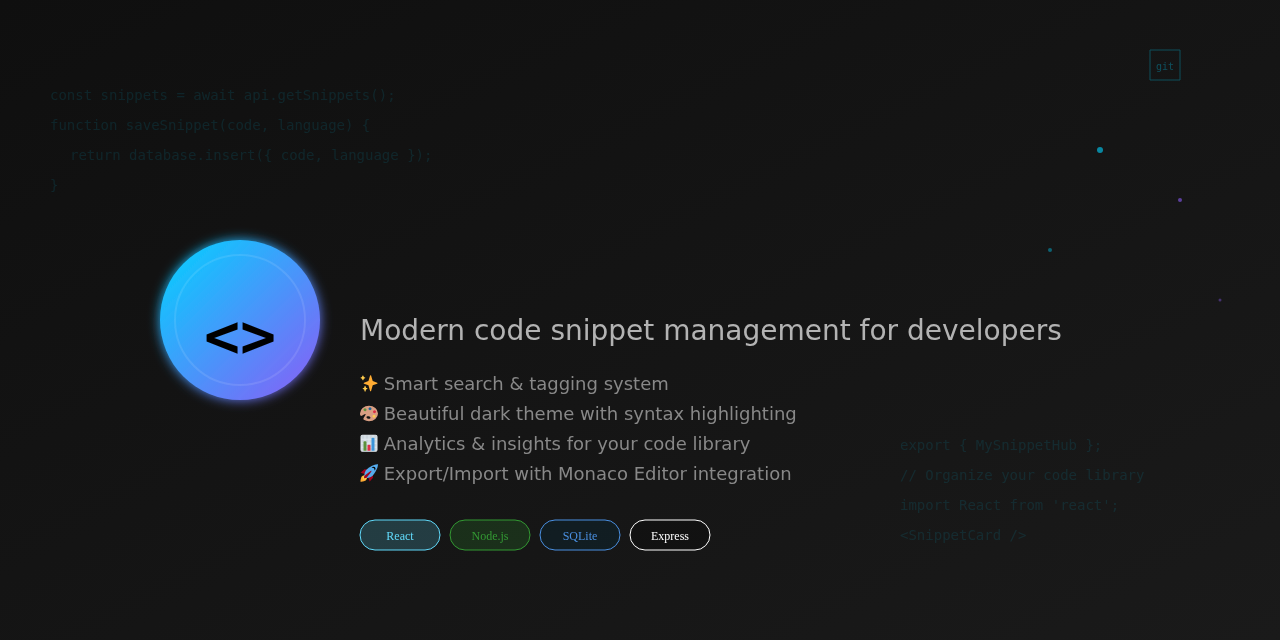 git
const snippets = await api.getSnippets();
function saveSnippet(code, language) {
return database.insert({ code, language });
}
<>
Modern code snippet management for developers
✨ Smart search & tagging system
🎨 Beautiful dark theme with syntax highlighting
📊 Analytics & insights for your code library
🚀 Export/Import with Monaco Editor integration
export { MySnippetHub };
// Organize your code library
import React from 'react';
<SnippetCard />
React
Node.js
SQLite
Express